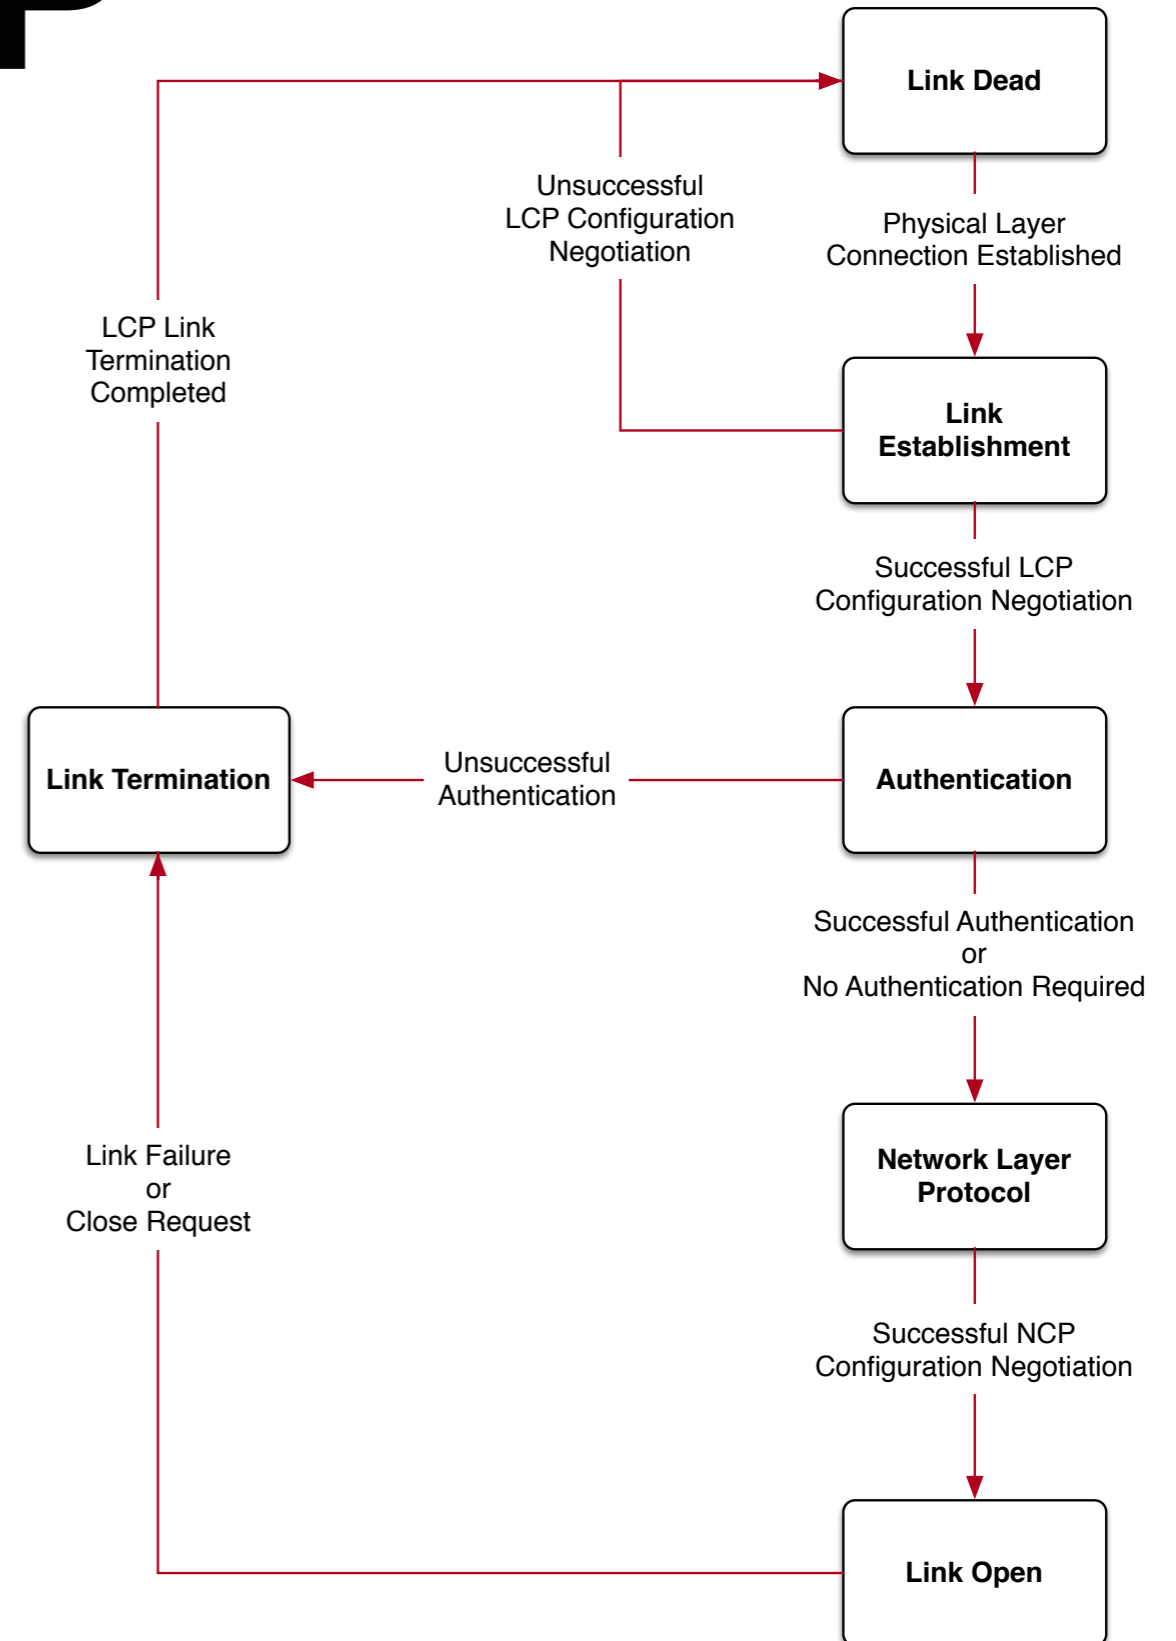 P
Link Dead
Unsuccessful
LCP Configuration
Negotiation
Physical Layer
Connection Established
LCP Link
Termination
Completed
Link
Establishment
Successful LCP
Configuration Negotiation
Link Termination
Unsuccessful
Authentication
Authentication
Successful Authentication
or
No Authentication Required
Link Failure
or
Close Request
Network Layer
Protocol
Successful NCP
Configuration Negotiation
Link Open